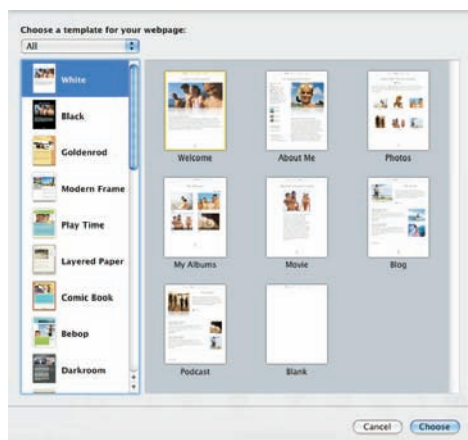 Choose a template for your webpage:
All
White
Black
Goldenrod
Modern Frame
Play Time
Layered Paper
Comic Book
Bebop
Darkroom
Welcome
About Me
Photos
My Albums
Movie
Blog
Podcast
Blank
Cancel
Choose